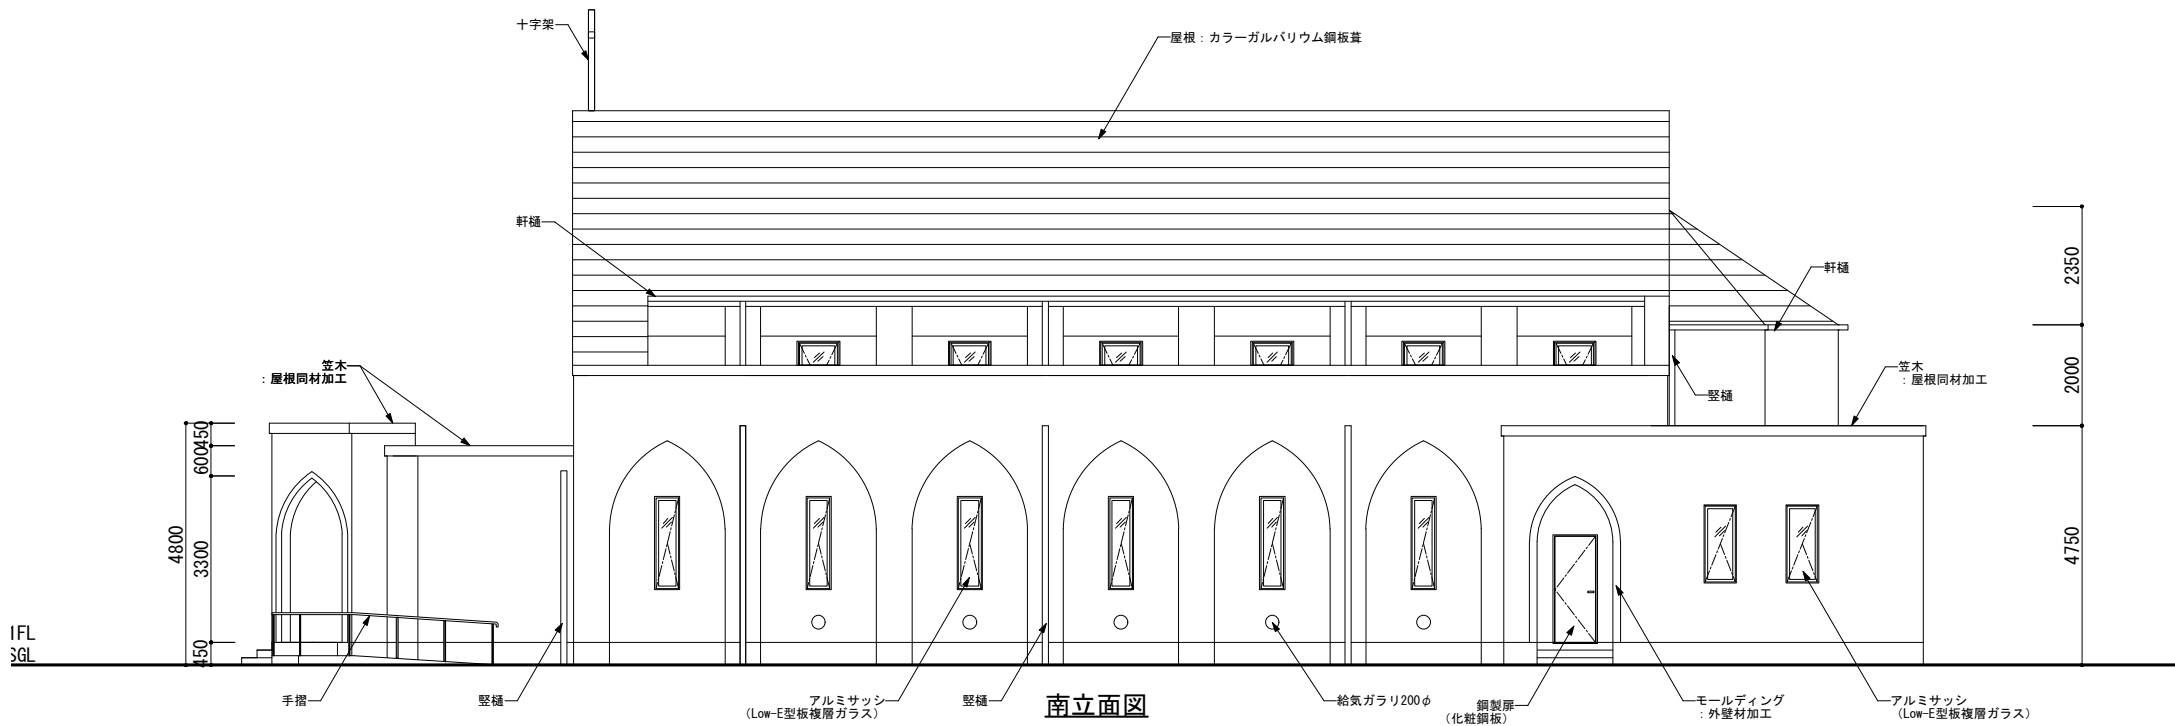 十字架
屋根：カラーガルバリウム鋼板葺
軒樋
軒樋
2350
笠木
：屋根同材加工
笠木
：屋根同材加工
竪樋
2000
450
600
4800
3300
450
4750
1FL
SGL
手摺
竪樋
アルミサッシ
（Low-E型板複層ガラス）
竪樋
南立面図
給気ガラリ200φ
鋼製扉
（化粧鋼板）
モールディング
：外壁材加工
アルミサッシ
（Low-E型板複層ガラス）